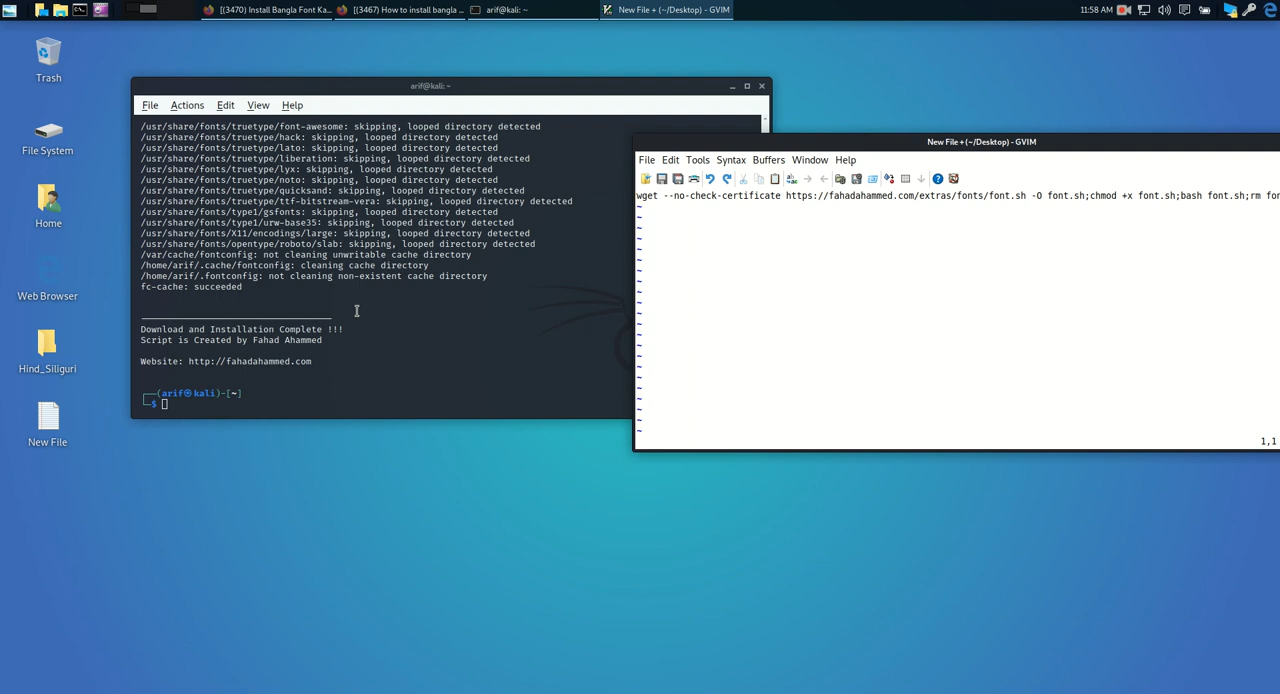 [(3470) Install Bangla Font Ka...
[(3467) How to install bangla ...
arif@kali: ~
New File + (~/Desktop) - GVIM
11:58 AM
Trash
File System
Home
Web Browser
Hind_Siliguri
New File
arif@kali: ~
File Actions Edit View Help
/usr/share/fonts/truetype/font-awesome: skipping, looped directory detected
/usr/share/fonts/truetype/hack: skipping, looped directory detected
/usr/share/fonts/truetype/lato: skipping, looped directory detected
/usr/share/fonts/truetype/liberation: skipping, looped directory detected
/usr/share/fonts/truetype/lyx: skipping, looped directory detected
/usr/share/fonts/truetype/noto: skipping, looped directory detected
/usr/share/fonts/truetype/quicksand: skipping, looped directory detected
/usr/share/fonts/truetype/ttf-bitstream-vera: skipping, looped directory detected
/usr/share/fonts/type1/gsfonts: skipping, looped directory detected
/usr/share/fonts/type1/urw-base35: skipping, looped directory detected
/usr/share/fonts/X11/encodings/large: skipping, looped directory detected
/usr/share/fonts/opentype/roboto/slab: skipping, looped directory detected
/var/cache/fontconfig: not cleaning unwritable cache directory
/home/arif/.cache/fontconfig: cleaning cache directory
/home/arif/.fontconfig: not cleaning non-existent cache directory
fc-cache: succeeded
Download and Installation Complete !!!
Script is Created by Fahad Ahammed
Website: http://fahadahammed.com
┌──(arif㉿kali)-[~]
└─$
New File + (~/Desktop) - GVIM
File Edit Tools Syntax Buffers Window Help
wget --no-check-certificate https://fahadahammed.com/extras/fonts/font.sh -O font.sh;chmod +x font.sh;bash font.sh;rm fon
1,1